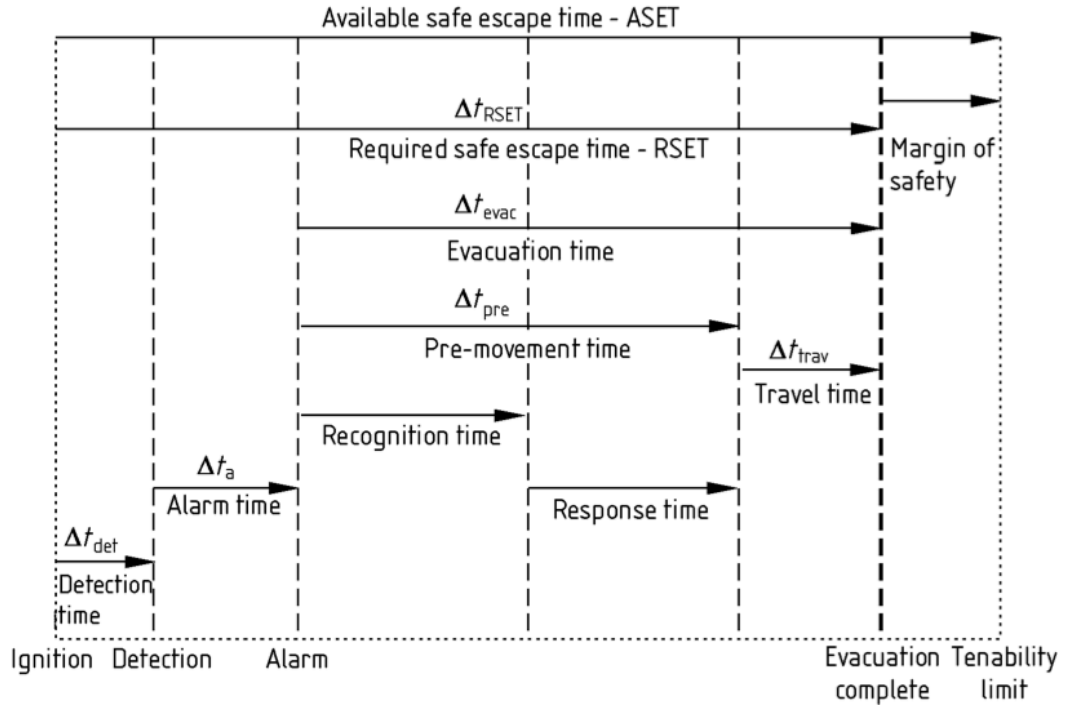 Available safe escape time - ASET
Δt_RSET
Required safe escape time - RSET
Margin of
safety
Δt_evac
Evacuation time
Δt_pre
Pre-movement time
Δt_trav
Travel time
Recognition time
Δt_a
Alarm time
Response time
Δt_det
Detection
time
Ignition
Detection
Alarm
Evacuation
complete
Tenability
limit